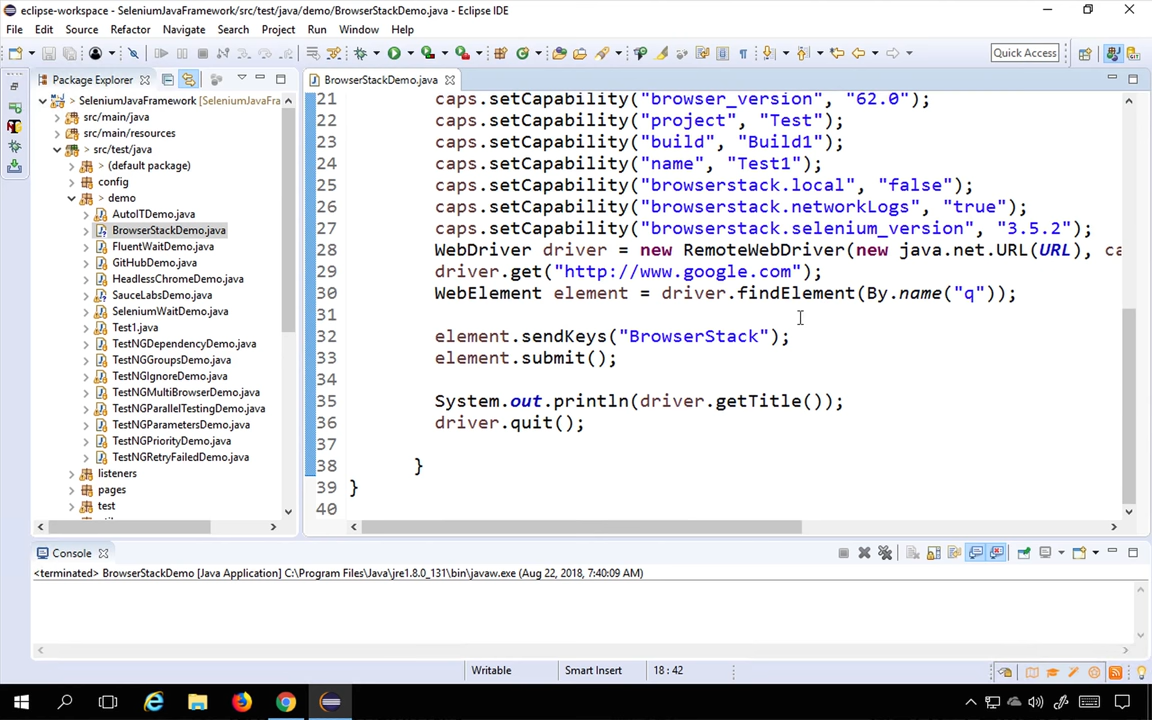 eclipse-workspace - SeleniumJavaFramework/src/test/java/demo/BrowserStackDemo.java - Eclipse IDE
File Edit Source Refactor Navigate Search Project Run Window Help
Quick Access
Package Explorer
BrowserStackDemo.java
SeleniumJavaFramework [SeleniumJavaFra
src/main/java
src/main/resources
> src/test/java
> (default package)
config
> demo
AutoITDemo.java
BrowserStackDemo.java
FluentWaitDemo.java
GitHubDemo.java
HeadlessChromeDemo.java
SauceLabsDemo.java
SeleniumWaitDemo.java
Test1.java
TestNGDependencyDemo.java
TestNGGroupsDemo.java
TestNGIgnoreDemo.java
TestNGMultiBrowserDemo.java
TestNGParallelTestingDemo.java
TestNGParametersDemo.java
TestNGPriorityDemo.java
TestNGRetryFailedDemo.java
listeners
pages
test
21 caps.setCapability("browser_version", "62.0");
22 caps.setCapability("project", "Test");
23 caps.setCapability("build", "Build1");
24 caps.setCapability("name", "Test1");
25 caps.setCapability("browserstack.local", "false");
26 caps.setCapability("browserstack.networkLogs", "true");
27 caps.setCapability("browserstack.selenium_version", "3.5.2");
28 WebDriver driver = new RemoteWebDriver(new java.net.URL(URL), ca
29 driver.get("http://www.google.com");
30 WebElement element = driver.findElement(By.name("q"));
31
32 element.sendKeys("BrowserStack");
33 element.submit();
34
35 System.out.println(driver.getTitle());
36 driver.quit();
37
38 }
39 }
40
Console
<terminated> BrowserStackDemo [Java Application] C:\Program Files\Java\jre1.8.0_131\bin\javaw.exe (Aug 22, 2018, 7:40:09 AM)
Writable Smart Insert 18 : 42